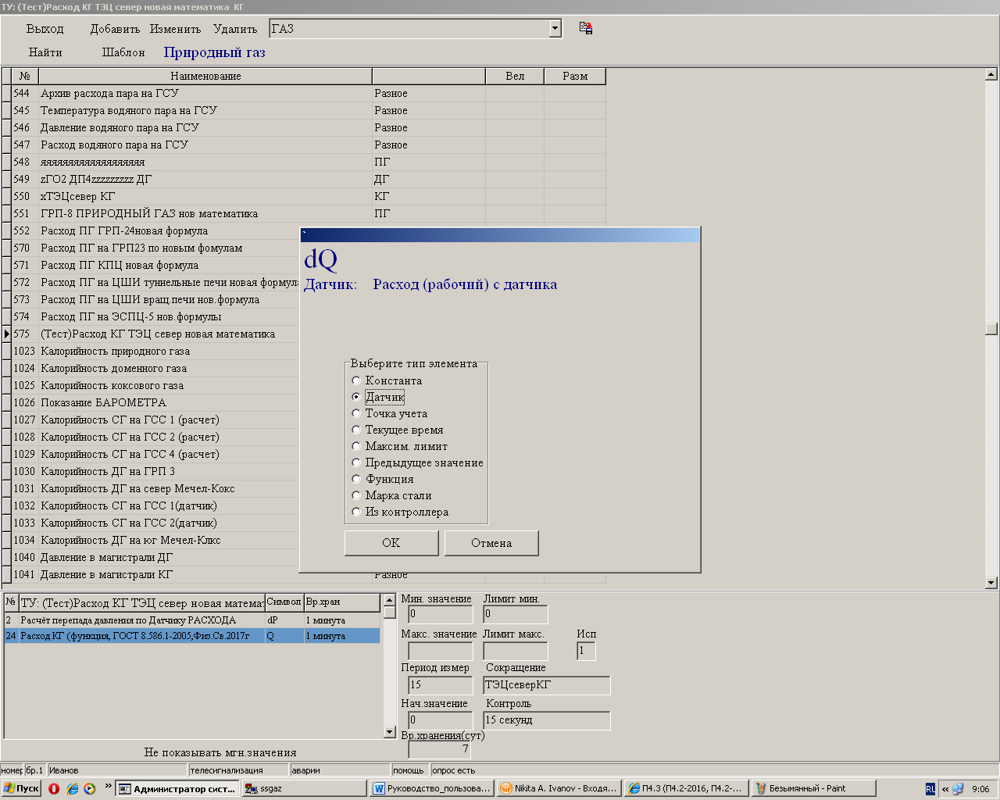 ТУ: (Тест)Расход КГ ТЭЦ север новая математика КГ
Выход Добавить Изменить Удалить ГАЗ
Найти Шаблон Природный газ
№ Наименование Вел Разм
544 Архив расхода пара на ГСУ Разное
545 Температура водяного пара на ГСУ Разное
546 Давление водяного пара на ГСУ Разное
547 Расход водяного пара на ГСУ Разное
548 яяяяяяяяяяяяяяяяяяя ПГ
549 zГО2 ДП4zzzzzzzzz ДГ ДГ
550 хТЭЦсевер КГ КГ
551 ГРП-8 ПРИРОДНЫЙ ГАЗ нов математика ПГ
552 Расход ПГ ГРП-24новая формула
570 Расход ПГ на ГРП23 по новым фомулам
571 Расход ПГ КПЦ новая формула
572 Расход ПГ на ЦШИ туннельные печи новая формул
573 Расход ПГ на ЦШИ вращ.печи нов.формула
574 Расход ПГ на ЭСПЦ-5 нов.формулы
575 (Тест)Расход КГ ТЭЦ север новая математика
1023 Калорийность природного газа
1024 Калорийность доменного газа
1025 Калорийность коксового газа
1026 Показание БАРОМЕТРА
1027 Калорийность СГ на ГСС 1 (расчет)
1028 Калорийность СГ на ГСС 2 (расчет)
1029 Калорийность СГ на ГСС 4 (расчет)
1030 Калорийность ДГ на ГРП 3
1031 Калорийность ДГ на север Мечел-Кокс
1032 Калорийность СГ на ГСС 1(датчик)
1033 Калорийность СГ на ГСС 2(датчик)
1034 Калорийность ДГ на юг Мечел-Клкс
1040 Давление в магистрали ДГ
1041 Давление в магистрали КГ Разное
dQ
Датчик: Расход (рабочий) с датчика
Выберите тип элемента
Константа
Датчик
Точка учета
Текущее время
Максим. лимит
Предыдущее значение
Функция
Марка стали
Из контроллера
OK Отмена
№ ТУ: (Тест)Расход КГ ТЭЦ север новая матема Символ Вр.хран
2 Расчёт перепада давления по Датчику РАСХОДА dP 1 минута
24 Расход КГ (функция, ГОСТ 8.586.1-2005,Физ.Св.2017г Q 1 минута
Не показывать мгн.значения
Мин. значение Лимит мин.
0 0
Макс. значение Лимит макс. Исп
1
Период измер Сокращение
15 ТЭЦсеверКГ
Нач.значение Контроль
0 15 секунд
Вр.хранения(сут)
7
номер бр.1 Иванов телесигнализация аварии помощь опрос есть
Пуск » Администратор сист... ssgaz Руководство_пользова... Nikita A. Ivanov - Входя... П4.3 (П4.2-2016, П4.2-... Безымянный - Paint RL « 9:06